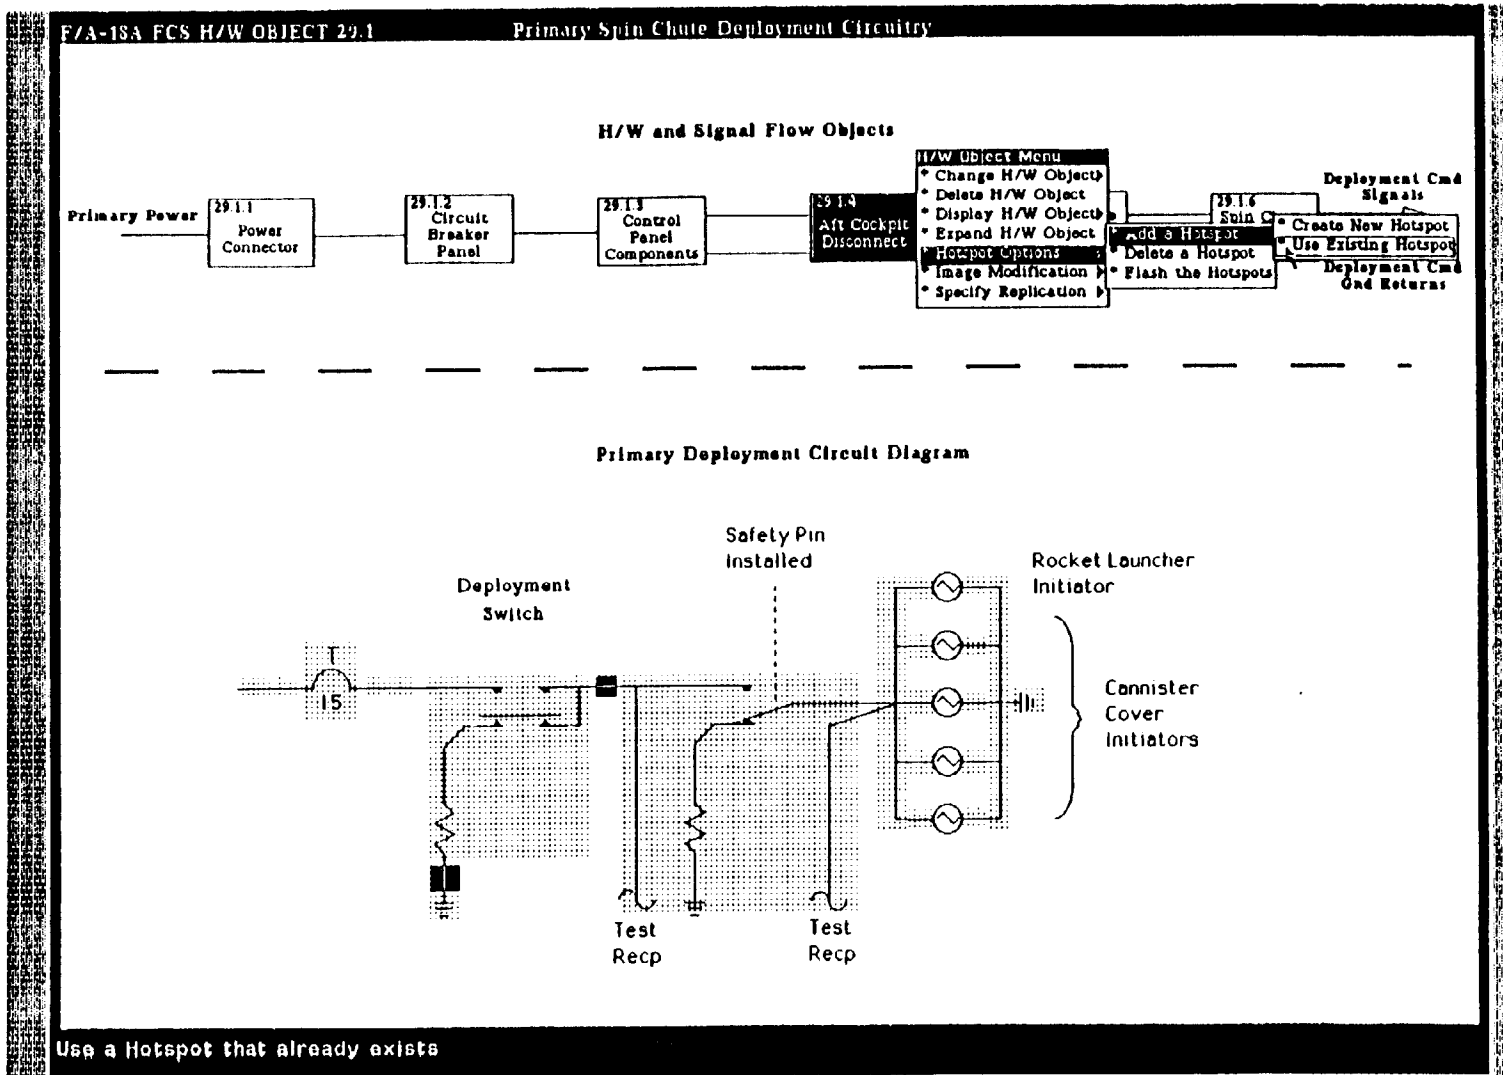 F/A-18A FCS H/W OBJECT 29.1
Primary Spin Chute Deployment Circuitry
H/W and Signal Flow Objects
Primary Power
29.1.1
Power
Connector
29.1.2
Circuit
Breaker
Panel
29.1.3
Control
Panel
Components
29.1.4
Aft Cockpit
Disconnect
H/W Object Menu
* Change H/W Object
* Delete H/W Object
* Display H/W Object
* Expand H/W Object
* Hotspot Options
* Image Modification
* Specify Replication
* Add a Hotspot
* Delete a Hotspot
* Flash the Hotspots
29.1.6
Spin C
* Create New Hotspot
* Use Existing Hotspot
Deployment Cmd
Signals
Deployment Cmd
Gnd Returns
Primary Deployment Circuit Diagram
Safety Pin
Installed
Rocket Launcher
Initiator
Deployment
Switch
T
15
Cannister
Cover
Initiators
Test
Recp
Test
Recp
Use a Hotspot that already exists